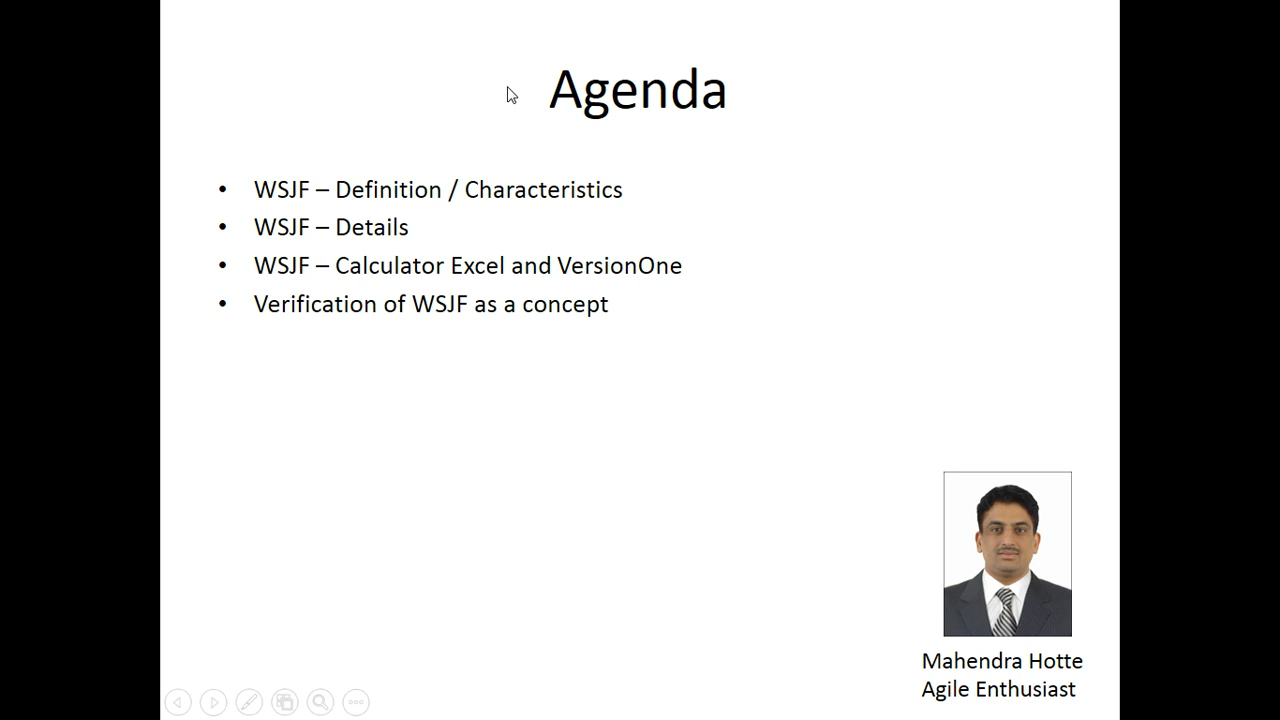 Agenda
• WSJF – Definition / Characteristics
• WSJF – Details
• WSJF – Calculator Excel and VersionOne
• Verification of WSJF as a concept
Mahendra Hotte
Agile Enthusiast